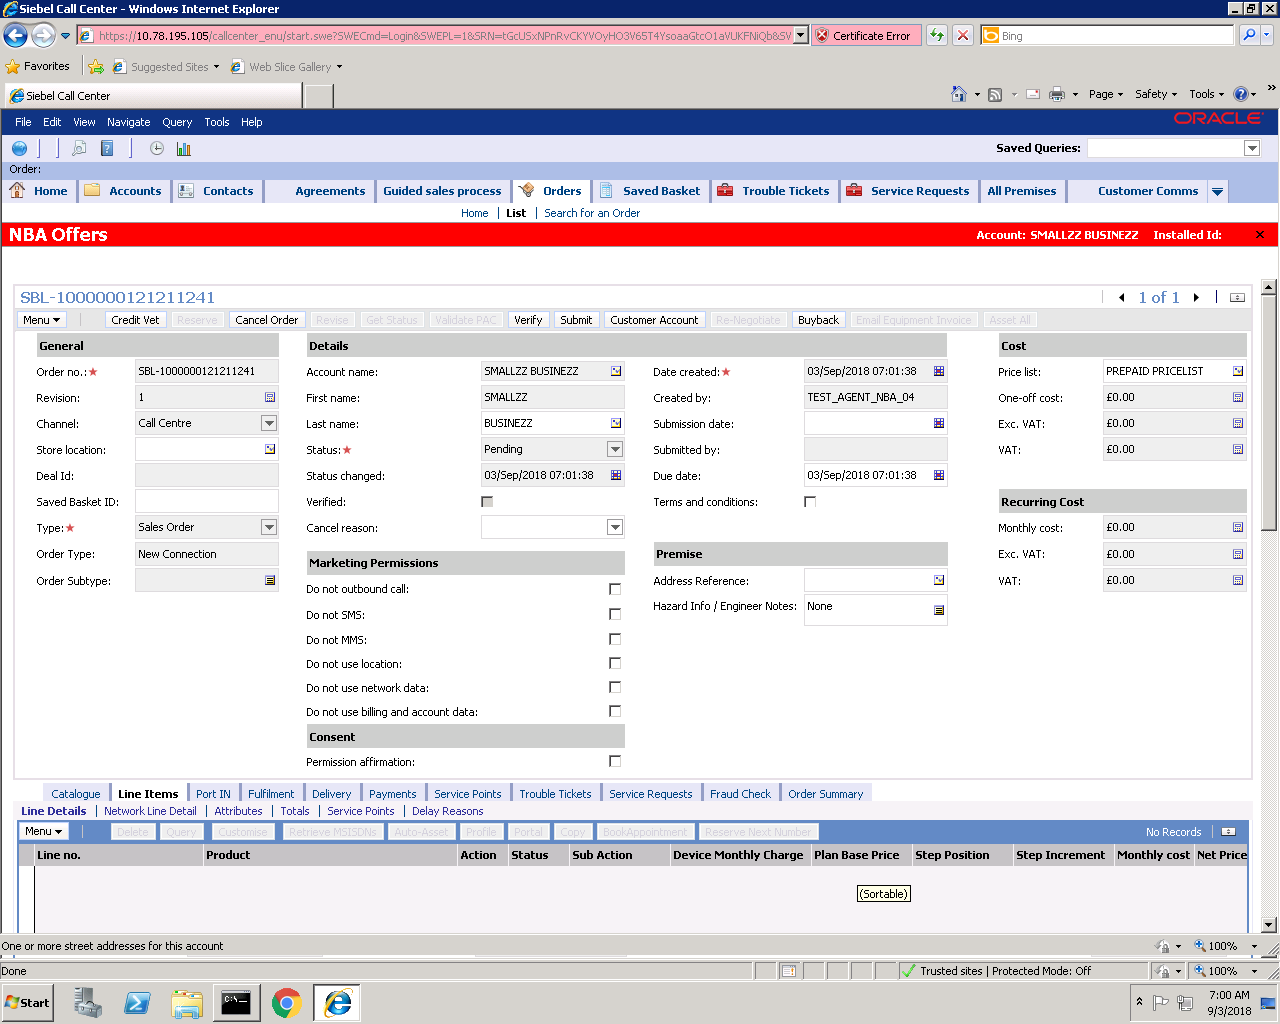 Siebel Call Center - Windows Internet Explorer
https://10.78.195.105/callcenter_enu/start.swe?SWECmd=Login&SWEPL=1&SRN=
Certificate Error
Bing
Favorites
Suggested Sites
Web Slice Gallery
Siebel Call Center
Page
Safety
Tools
»
File Edit View Navigate Query Tools Help
ORACLE
Saved Queries:
Order:
Home Accounts Contacts Agreements Guided sales process Orders Saved Basket Trouble Tickets Service Requests All Premises Customer Comms
Home | List | Search for an Order
NBA Offers
Account: SMALLZZ BUSINEZZ Installed Id:
SBL-1000000121211241
1 of 1
Menu Credit Vet Reserve Cancel Order Revise Get Status Validate PAC Verify Submit Customer Account Re-Negotiate Buyback Email Equipment Invoice Asset All
General
Order no.:★ SBL-1000000121211241
Revision: 1
Channel: Call Centre
Store location:
Deal Id:
Saved Basket ID:
Type:★ Sales Order
Order Type: New Connection
Order Subtype:
Details
Account name: SMALLZZ BUSINEZZ
First name: SMALLZZ
Last name: BUSINEZZ
Status:★ Pending
Status changed: 03/Sep/2018 07:01:38
Verified:
Cancel reason:
Date created:★ 03/Sep/2018 07:01:38
Created by: TEST_AGENT_NBA_04
Submission date:
Submitted by:
Due date: 03/Sep/2018 07:01:38
Terms and conditions:
Marketing Permissions
Do not outbound call:
Do not SMS:
Do not MMS:
Do not use location:
Do not use network data:
Do not use billing and account data:
Consent
Permission affirmation:
Premise
Address Reference:
Hazard Info / Engineer Notes: None
Cost
Price list: PREPAID PRICELIST
One-off cost: £0.00
Exc. VAT: £0.00
VAT: £0.00
Recurring Cost
Monthly cost: £0.00
Exc. VAT: £0.00
VAT: £0.00
Catalogue Line Items Port IN Fulfilment Delivery Payments Service Points Trouble Tickets Service Requests Fraud Check Order Summary
Line Details | Network Line Detail | Attributes | Totals | Service Points | Delay Reasons
Menu Delete Query Customise Retrieve MSISDNs Auto-Asset Profile Portal Copy BookAppointment Reserve Next Number
No Records
Line no. Product Action Status Sub Action Device Monthly Charge Plan Base Price Step Position Step Increment Monthly cost Net Price
(Sortable)
One or more street addresses for this account
100%
Done
Trusted sites | Protected Mode: Off
100%
Start
C:\
7:00 AM
9/3/2018